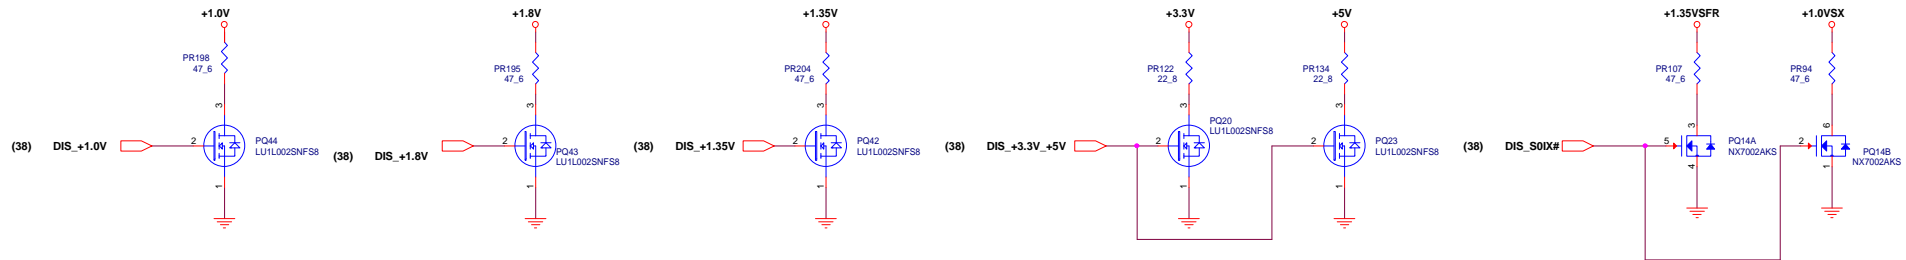 +1.0V
PR198
47_6
3
2
PQ44
LU1L002SNFS8
1
(38) DIS_+1.0V
+1.8V
PR195
47_6
3
2
PQ43
LU1L002SNFS8
1
(38) DIS_+1.8V
+1.35V
PR204
47_6
3
2
PQ42
LU1L002SNFS8
1
(38) DIS_+1.35V
+3.3V
PR122
22_8
3
2
PQ20
LU1L002SNFS8
1
(38) DIS_+3.3V_+5V
+5V
PR134
22_8
3
2
PQ23
LU1L002SNFS8
1
+1.35VSFR
PR107
47_6
3
5
PQ14A
NX7002AKS
4
(38) DIS_S0IX#
+1.0VSX
PR94
47_6
6
2
PQ14B
NX7002AKS
1